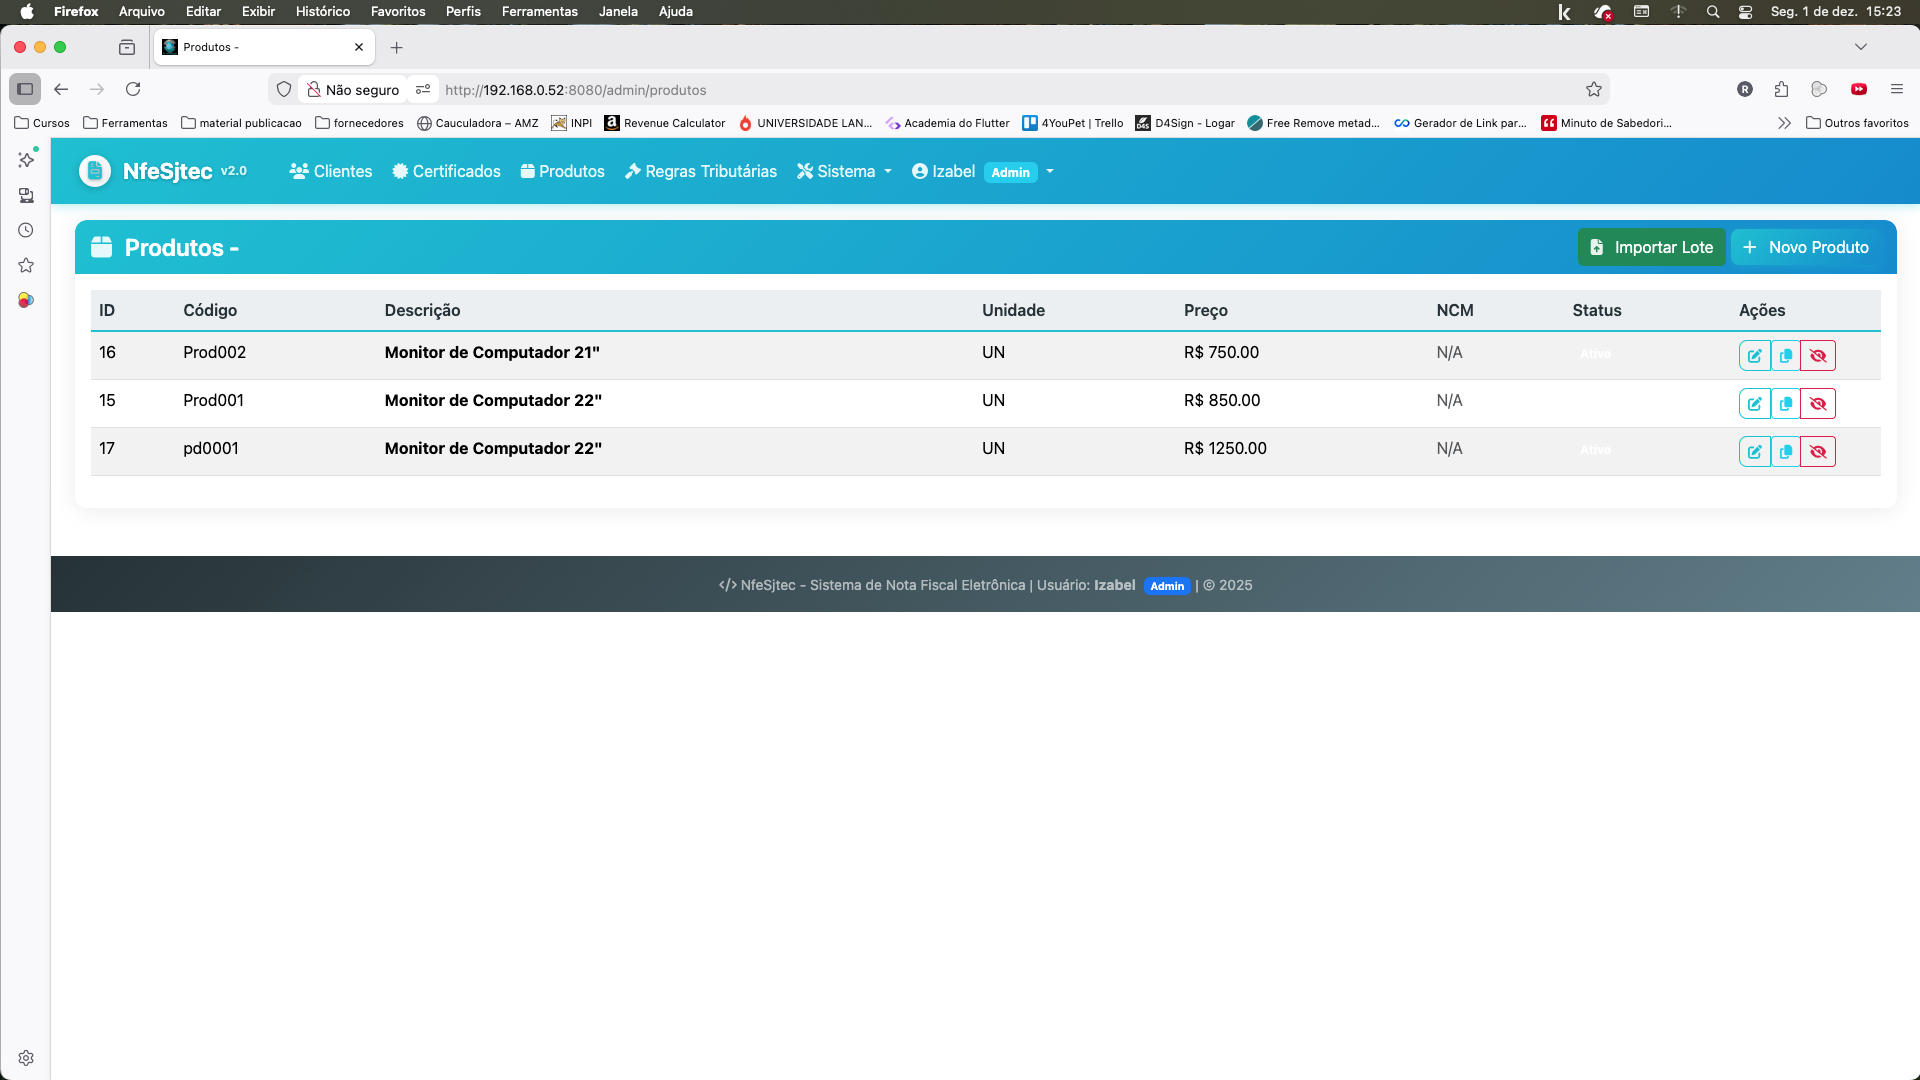 Firefox Arquivo Editar Exibir Histórico Favoritos Perfis Ferramentas Janela Ajuda Seg. 1 de dez. 15:23
Produtos -
Não seguro http://192.168.0.52:8080/admin/produtos
Cursos Ferramentas material publicacao fornecedores Cauculadora – AMZ INPI Revenue Calculator UNIVERSIDADE LAN... Academia do Flutter 4YouPet | Trello D4Sign - Logar Free Remove metad... Gerador de Link par... Minuto de Sabedori... Outros favoritos
NfeSjtec v2.0 Clientes Certificados Produtos Regras Tributárias Sistema Izabel Admin
Produtos - Importar Lote Novo Produto
ID Código Descrição Unidade Preço NCM Status Ações
16 Prod002 Monitor de Computador 21" UN R$ 750.00 N/A Ativo
15 Prod001 Monitor de Computador 22" UN R$ 850.00 N/A
17 pd0001 Monitor de Computador 22" UN R$ 1250.00 N/A Ativo
</> NfeSjtec - Sistema de Nota Fiscal Eletrônica | Usuário: Izabel Admin | © 2025